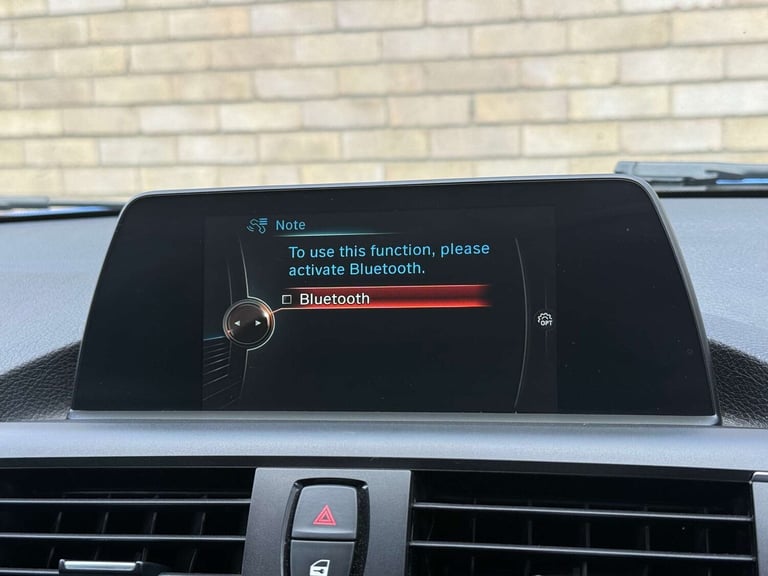 Note
To use this function, please
activate Bluetooth.
Bluetooth
OPT